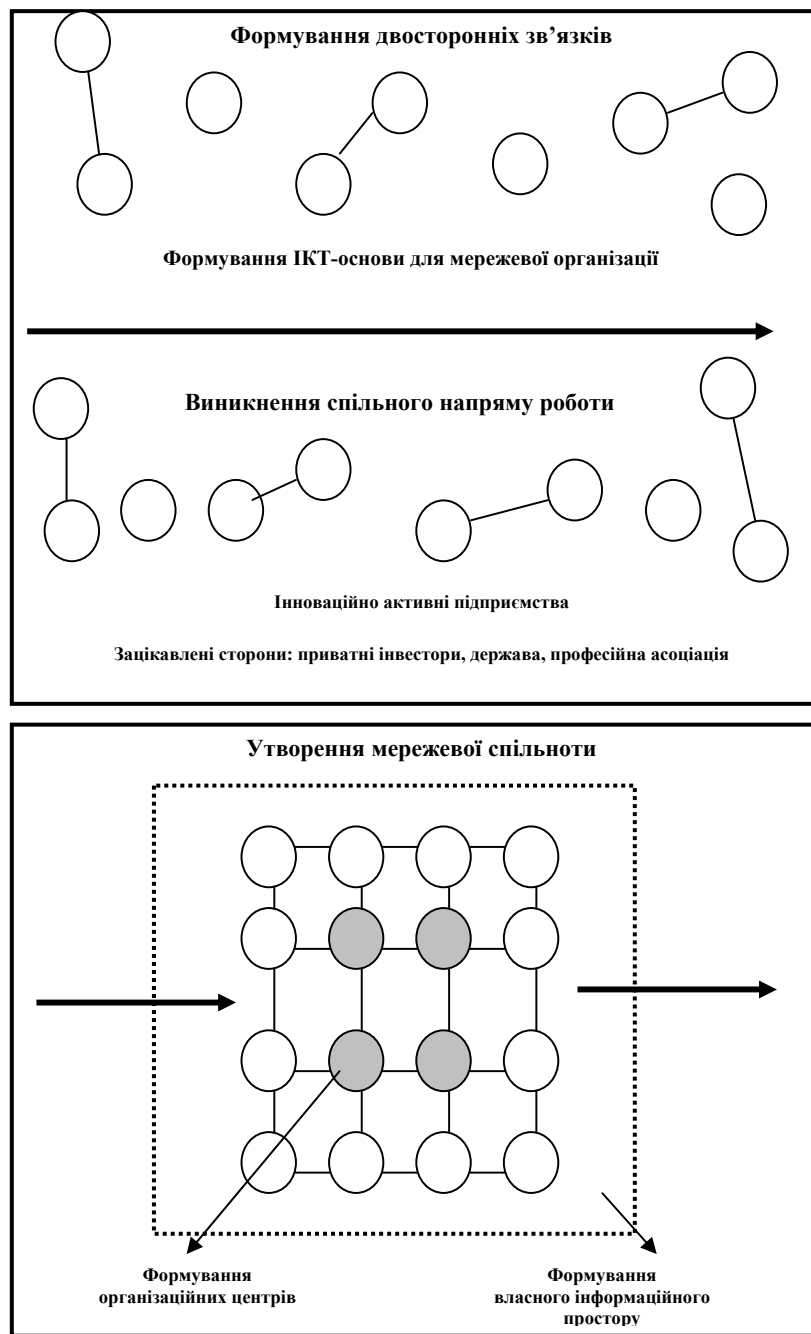 Формування двосторонніх зв’язків
Формування ІКТ-основи для мережевої організації
Виникнення спільного напряму роботи
Інноваційно активні підприємства
Зацікавлені сторони: приватні інвестори, держава, професійна асоціація
Утворення мережевої спільноти
Формування
організаційних центрів
Формування
власного інформаційного
простору